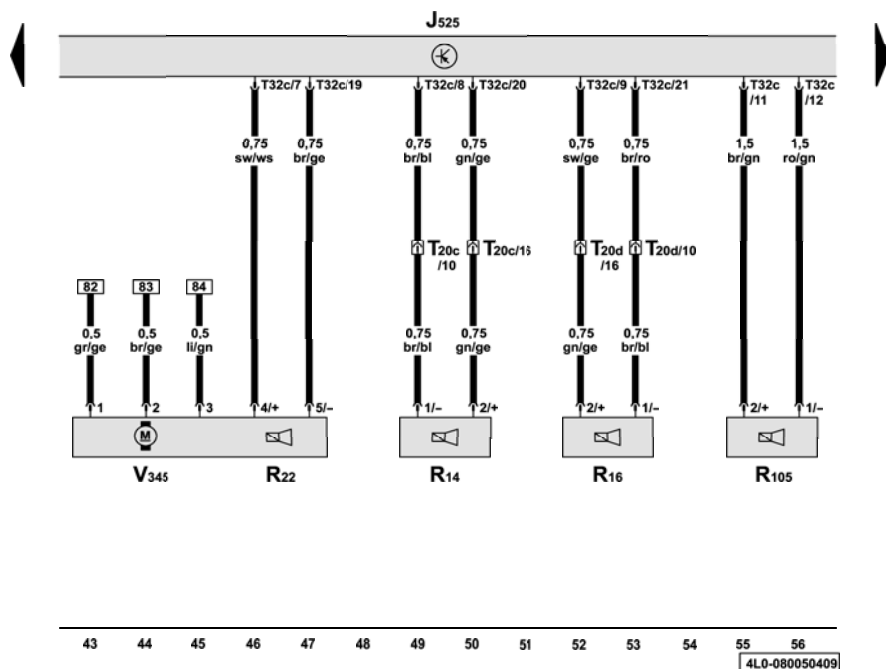 J525
T32c/7 T32c/19 T32c/8 T32c/20 T32c/9 T32c/21 T32c/11 T32c/12
0,75 sw/ws
0,75 br/ge
0,75 br/bl
0,75 gn/ge
0,75 sw/ge
0,75 br/ro
1,5 br/gn
1,5 ro/gn
T20c/10 T20c/16 T20d/16 T20d/10
82 83 84
0,5 gr/ge
0,5 br/ge
0,5 li/gn
0,75 br/bl
0,75 gn/ge
0,75 gn/ge
0,75 br/bl
1 2 3 4/+ 5/– 1/– 2/+ 2/+ 1/– 2/+ 1/–
M
V345 R22 R14 R16 R105
43 44 45 46 47 48 49 50 51 52 53 54 55 56
4L0-080050409